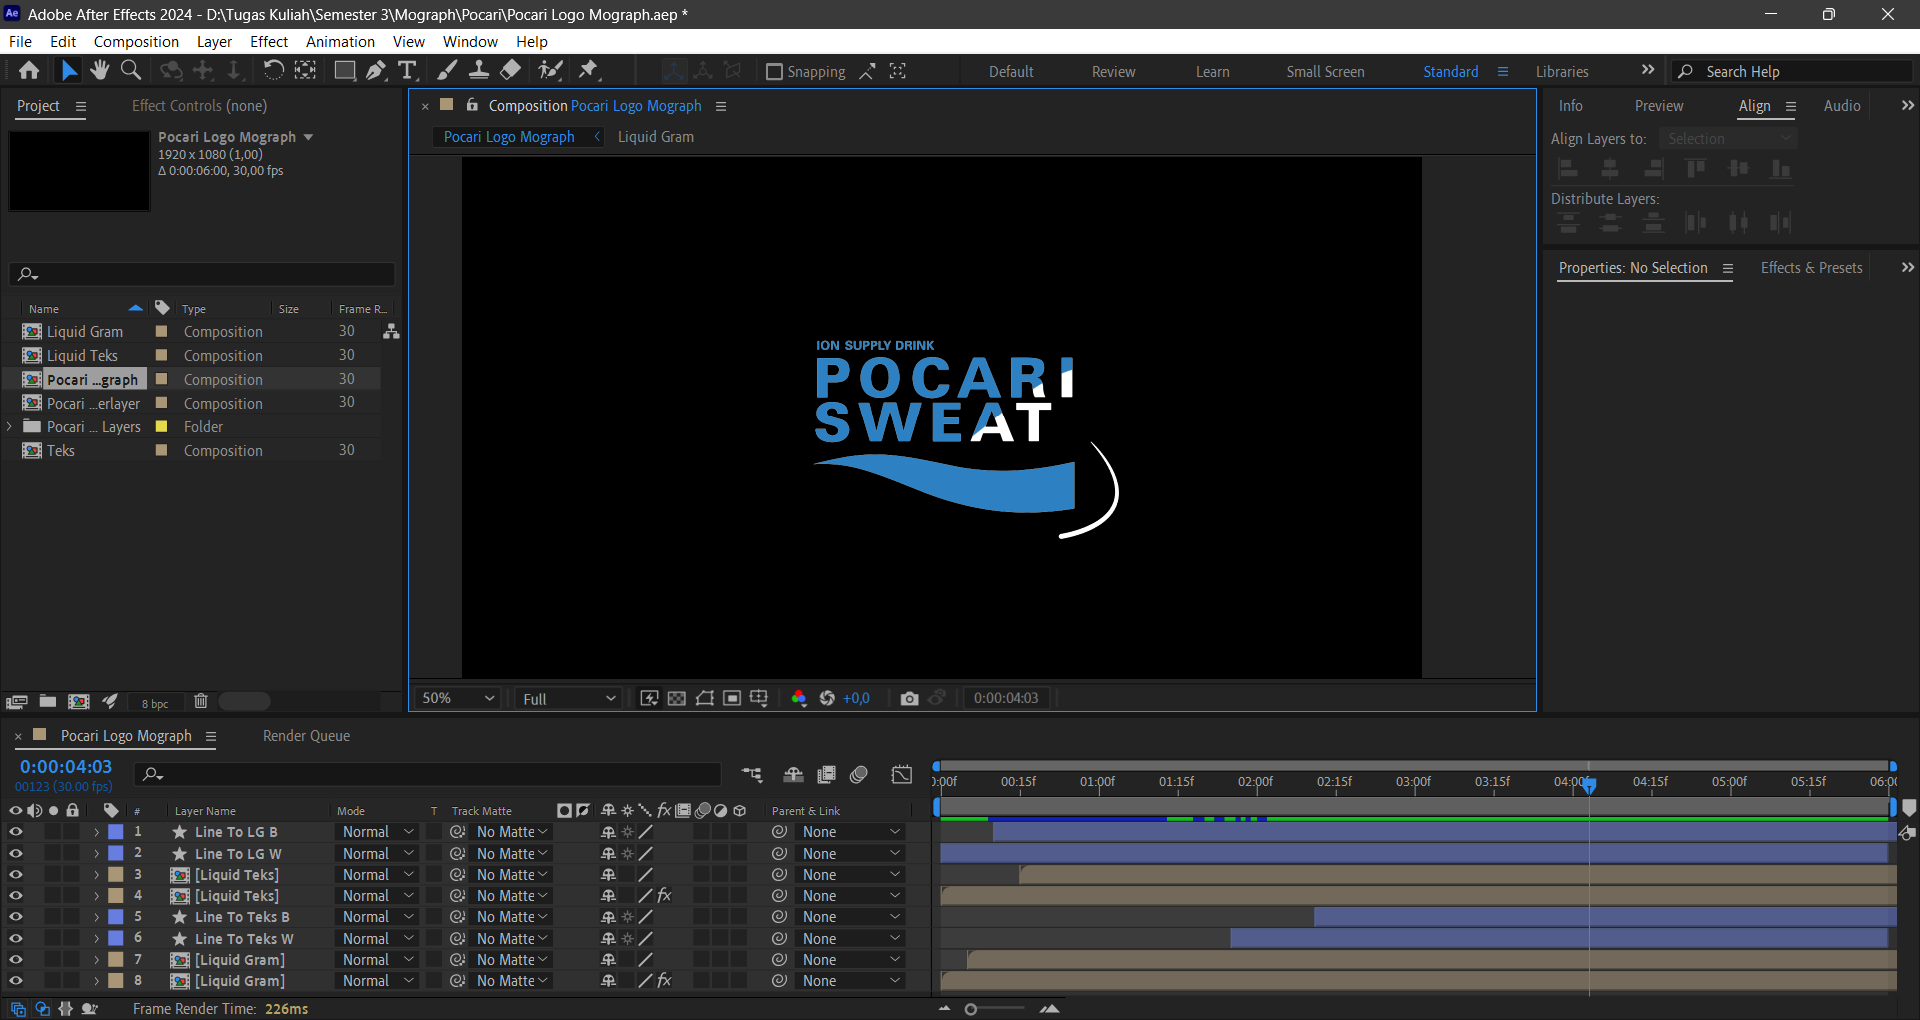 Ae Adobe After Effects 2024 - D:\Tugas Kuliah\Semester 3\Mograph\Pocari\Pocari Logo Mograph.aep *
File Edit Composition Layer Effect Animation View Window Help
Snapping Default Review Learn Small Screen Standard Libraries Search Help
Project Effect Controls (none)
Pocari Logo Mograph
1920 x 1080 (1,00)
Δ 0:00:06:00, 30,00 fps
Name Type Size Frame R...
Liquid Gram Composition 30
Liquid Teks Composition 30
Pocari ...graph Composition 30
Pocari ...erlayer Composition 30
Pocari ... Layers Folder
Teks Composition 30
8 bpc
Composition Pocari Logo Mograph
Pocari Logo Mograph Liquid Gram
ION SUPPLY DRINK
POCARI
SWEAT
50% Full +0,0 0:00:04:03
Info Preview Align Audio
Align Layers to: Selection
Distribute Layers:
Properties: No Selection Effects & Presets
Pocari Logo Mograph Render Queue
0:00:04:03
00123 (30.00 fps)
):00f 00:15f 01:00f 01:15f 02:00f 02:15f 03:00f 03:15f 04:00f 04:15f 05:00f 05:15f 06:00
# Layer Name Mode T Track Matte fx Parent & Link
1 Line To LG B Normal No Matte None
2 Line To LG W Normal No Matte None
3 [Liquid Teks] Normal No Matte None
4 [Liquid Teks] Normal No Matte fx None
5 Line To Teks B Normal No Matte None
6 Line To Teks W Normal No Matte None
7 [Liquid Gram] Normal No Matte None
8 [Liquid Gram] Normal No Matte fx None
Frame Render Time: 226ms